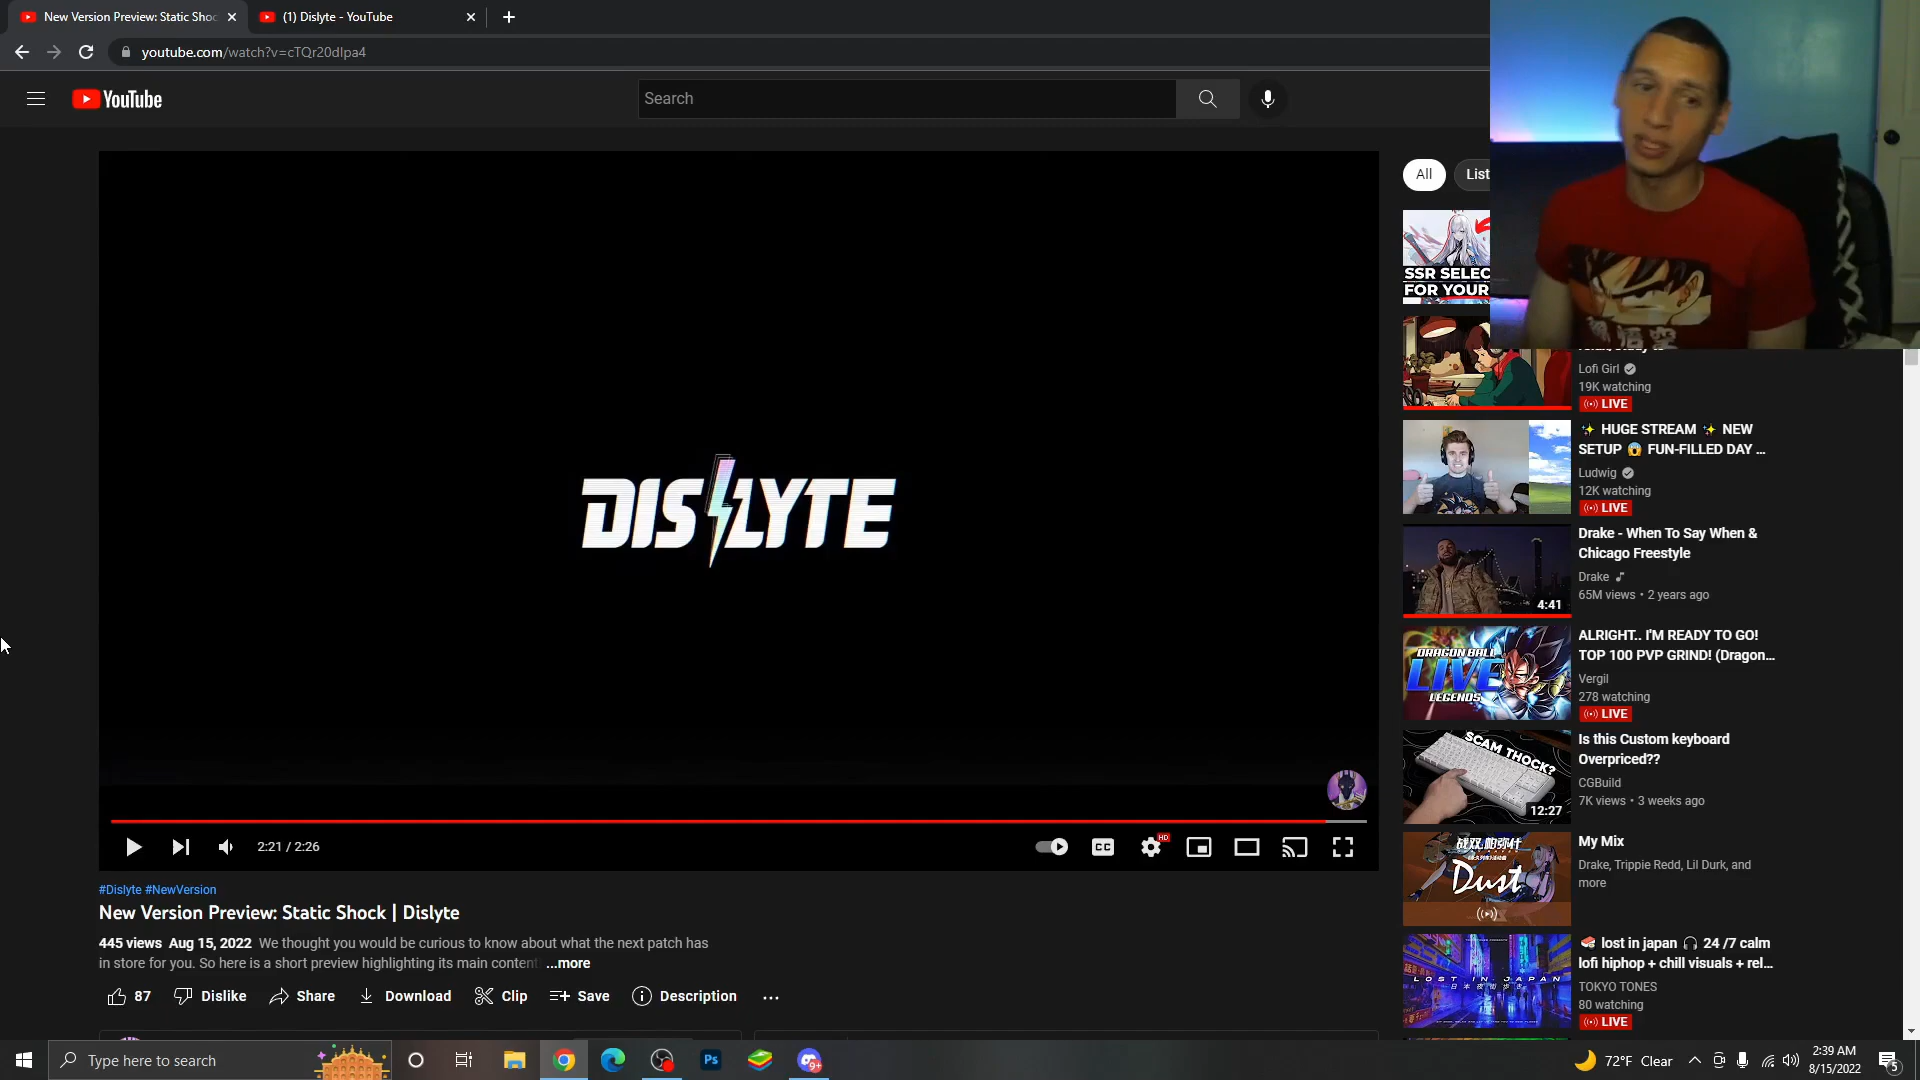 New Version Preview: Static Shoc
(1) Dislyte - YouTube
youtube.com/watch?v=cTQr20dlpa4
YouTube
Search
All
List
SSR SELEC
FOR YOUR
DISLYTE
2:21 / 2:26
CC
HD
#Dislyte #NewVersion
New Version Preview: Static Shock | Dislyte
445 views Aug 15, 2022 We thought you would be curious to know about what the next patch has
in store for you. So here is a short preview highlighting its main content ...more
87
Dislike
Share
Download
Clip
Save
Description
Lofi Girl
19K watching
LIVE
✨ HUGE STREAM ✨ NEW
SETUP 😱 FUN-FILLED DAY ...
Ludwig
12K watching
LIVE
Drake - When To Say When &
Chicago Freestyle
Drake
65M views • 2 years ago
4:41
DRAGON BALL
LIVE
LEGENDS
ALRIGHT.. I'M READY TO GO!
TOP 100 PVP GRIND! (Dragon...
Vergil
278 watching
LIVE
SCAM THOCK?
12:27
Is this Custom keyboard
Overpriced??
CGBuild
7K views • 3 weeks ago
Dust
My Mix
Drake, Trippie Redd, Lil Durk, and
more
LOST IN JAPAN
🍣 lost in japan 🎧 24 /7 calm
lofi hiphop + chill visuals + rel...
TOKYO TONES
80 watching
LIVE
Type here to search
Ps
9+
72°F Clear
2:39 AM
8/15/2022
5